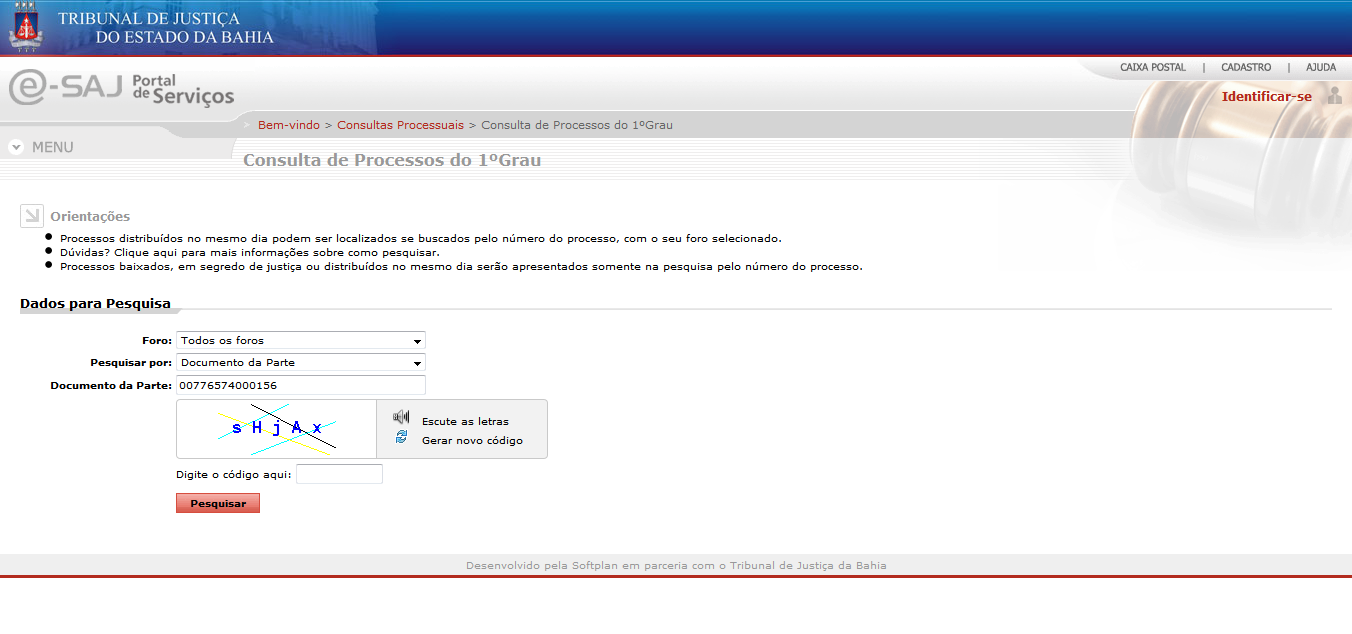 TRIBUNAL DE JUSTIÇA
DO ESTADO DA BAHIA
CAIXA POSTAL | CADASTRO | AJUDA
e-SAJ Portal de Serviços
Identificar-se
> Bem-vindo > Consultas Processuais > Consulta de Processos do 1ºGrau
MENU
Consulta de Processos do 1ºGrau
Orientações
Processos distribuídos no mesmo dia podem ser localizados se buscados pelo número do processo, com o seu foro selecionado.
Dúvidas? Clique aqui para mais informações sobre como pesquisar.
Processos baixados, em segredo de justiça ou distribuídos no mesmo dia serão apresentados somente na pesquisa pelo número do processo.
Dados para Pesquisa
Foro: Todos os foros
Pesquisar por: Documento da Parte
Documento da Parte: 00776574000156
sHjAx
Escute as letras
Gerar novo código
Digite o código aqui:
Pesquisar
Desenvolvido pela Softplan em parceria com o Tribunal de Justiça da Bahia